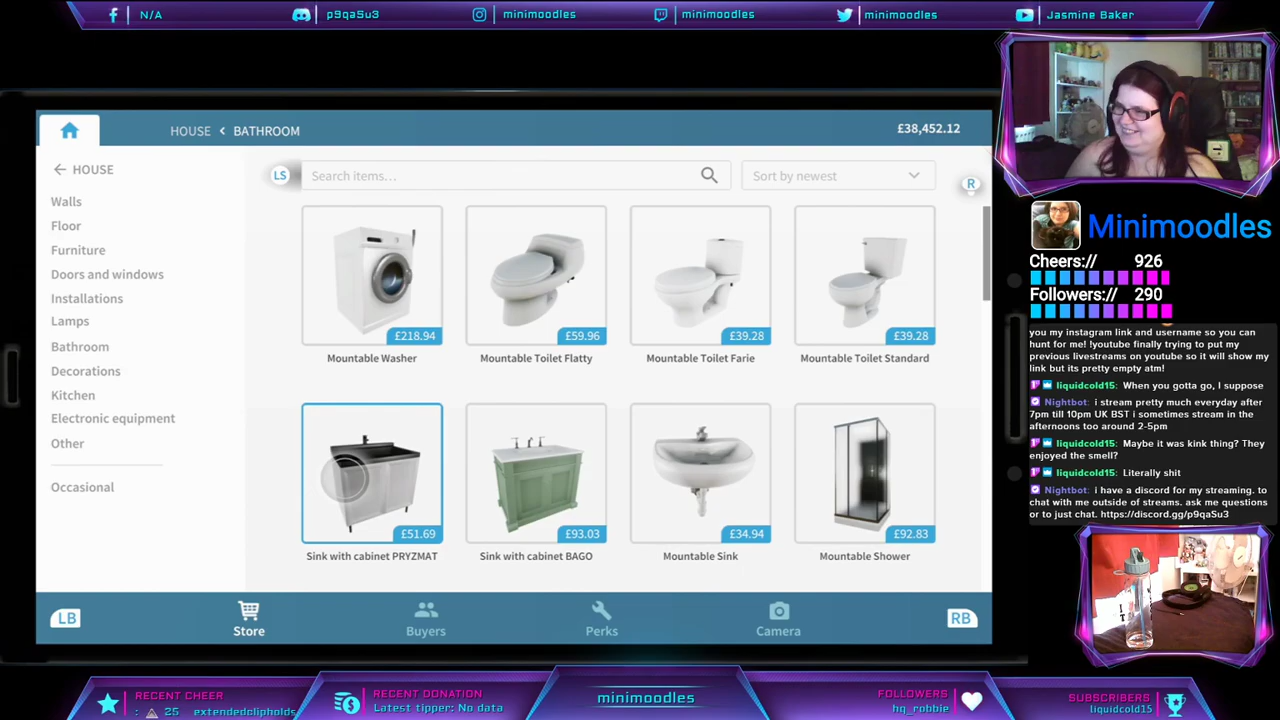 N/A
p9qaSu3
minimoodles
minimoodles
minimoodles
Jasmine Baker
HOUSE < BATHROOM
£38,452.12
HOUSE
LS
Search items...
Sort by newest
R
Walls
Floor
Furniture
Doors and windows
Installations
Lamps
Bathroom
Decorations
Kitchen
Electronic equipment
Other
Occasional
£218.94
£59.96
£39.28
£39.28
Mountable Washer
Mountable Toilet Flatty
Mountable Toilet Farie
Mountable Toilet Standard
£51.69
£93.03
£34.94
£92.83
Sink with cabinet PRYZMAT
Sink with cabinet BAGO
Mountable Sink
Mountable Shower
LB
Store
Buyers
Perks
Camera
RB
Minimoodles
Cheers:// 926
Followers:// 290
you my instagram link and username so you can
hunt for me! !youtube finally trying to put my
previous livestreams on youtube so it will show my
link but its pretty empty atm!
liquidcold15: When you gotta go, I suppose
Nightbot: i stream pretty much everyday after
7pm till 10pm UK BST i sometimes stream in the
afternoons too around 2-5pm
liquidcold15: Maybe it was kink thing? They
enjoyed the smell?
liquidcold15: Literally shit
Nightbot: i have a discord for my streaming. to
chat with me outside of streams. ask me questions
or to just chat. https://discord.gg/p9qaSu3
RECENT CHEER
: 25 extendedclipholds
RECENT DONATION
Latest tipper: No data
minimoodles
FOLLOWERS
hq_robbie
SUBSCRIBERS
liquidcold15